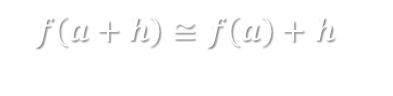 f(a + h) ≅ f(a) + h